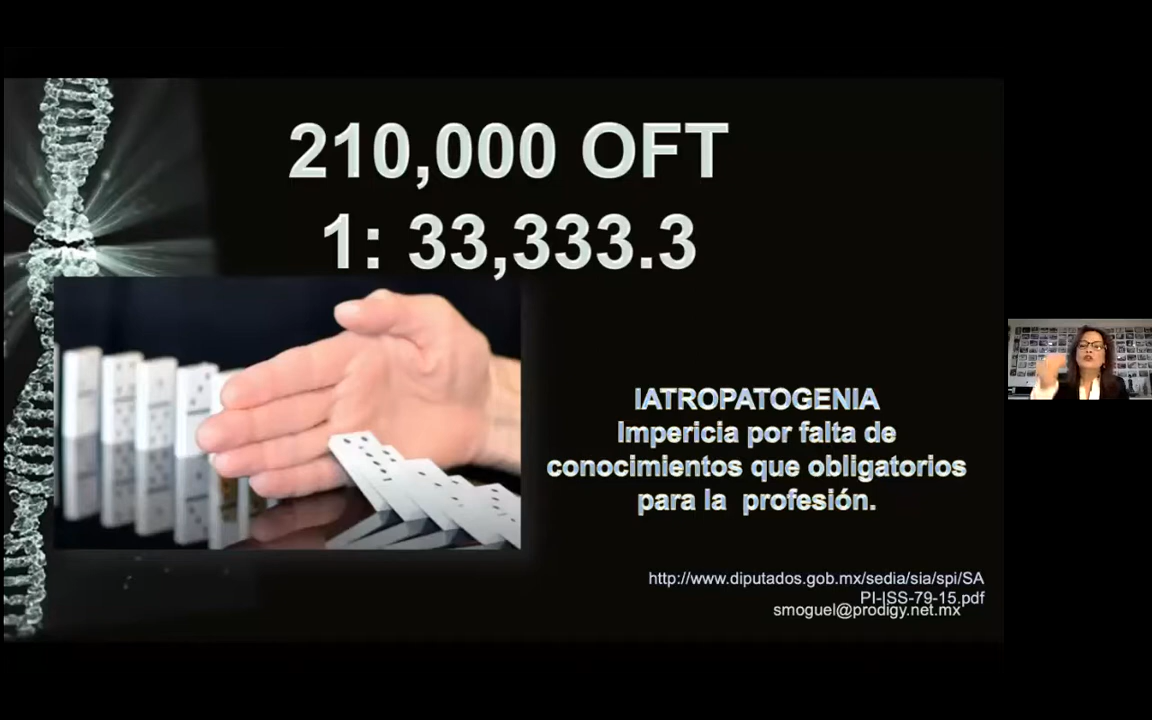 210,000 OFT
1: 33,333.3
IATROPATOGENIA
Impericia por falta de
conocimientos que obligatorios
para la profesión.
http://www.diputados.gob.mx/sedia/sia/spi/SA
PI-ISS-79-15.pdf
smoguel@prodigy.net.mx